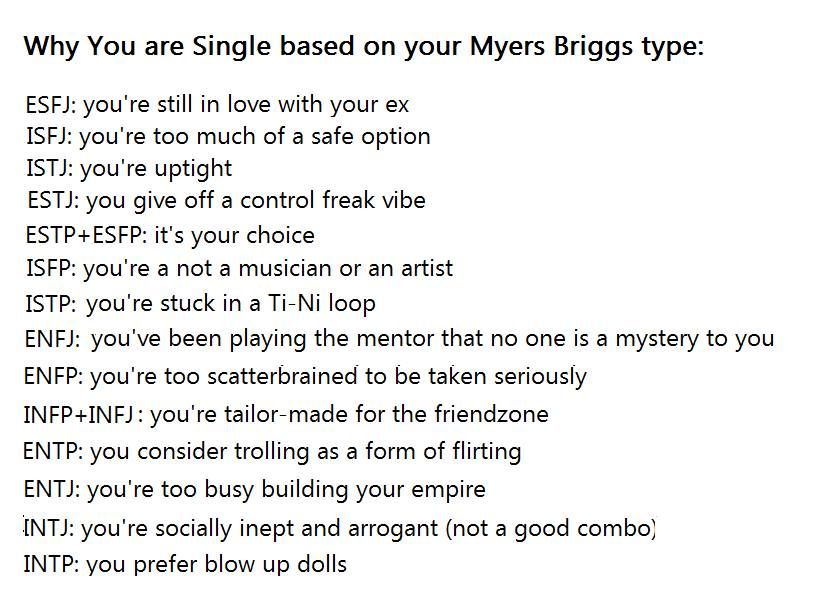 Why You are Single based on your Myers Briggs type:
ESFJ: you're still in love with your ex
ISFJ: you're too much of a safe option
ISTJ: you're uptight
ESTJ: you give off a control freak vibe
ESTP+ESFP: it's your choice
ISFP: you're a not a musician or an artist
ISTP: you're stuck in a Ti-Ni loop
ENFJ: you've been playing the mentor that no one is a mystery to you
ENFP: you're too scatterbrained to be taken seriously
INFP+INFJ: you're tailor-made for the friendzone
ENTP: you consider trolling as a form of flirting
ENTJ: you're too busy building your empire
INTJ: you're socially inept and arrogant (not a good combo)
INTP: you prefer blow up dolls